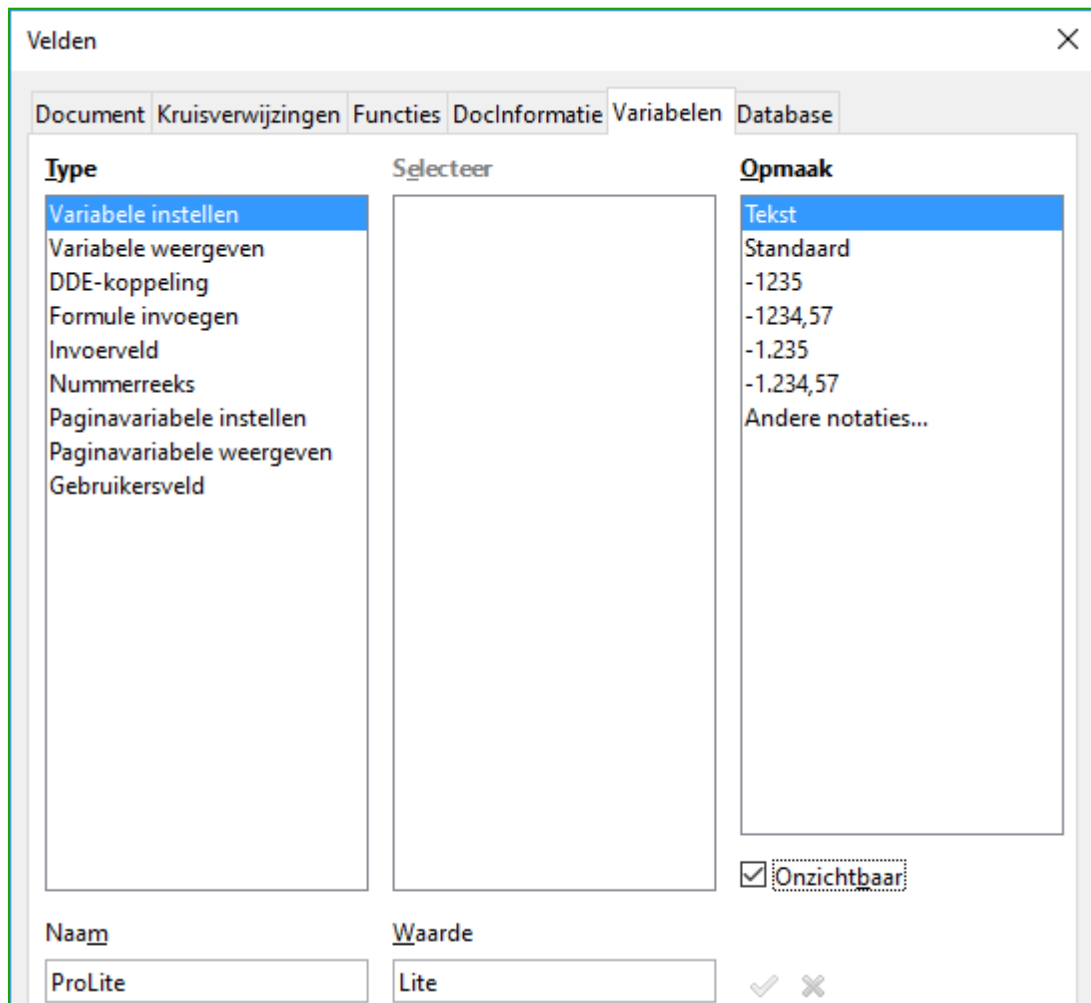 Velden
Document Kruisverwijzingen Functies DocInformatie Variabelen Database
Type
Selecteer
Opmaak
Variabele instellen
Variabele weergeven
DDE-koppeling
Formule invoegen
Invoerveld
Nummerreeks
Paginavariabele instellen
Paginavariabele weergeven
Gebruikersveld
Tekst
Standaard
-1235
-1234,57
-1.235
-1.234,57
Andere notaties...
Onzichtbaar
Naam
Waarde
ProLite
Lite